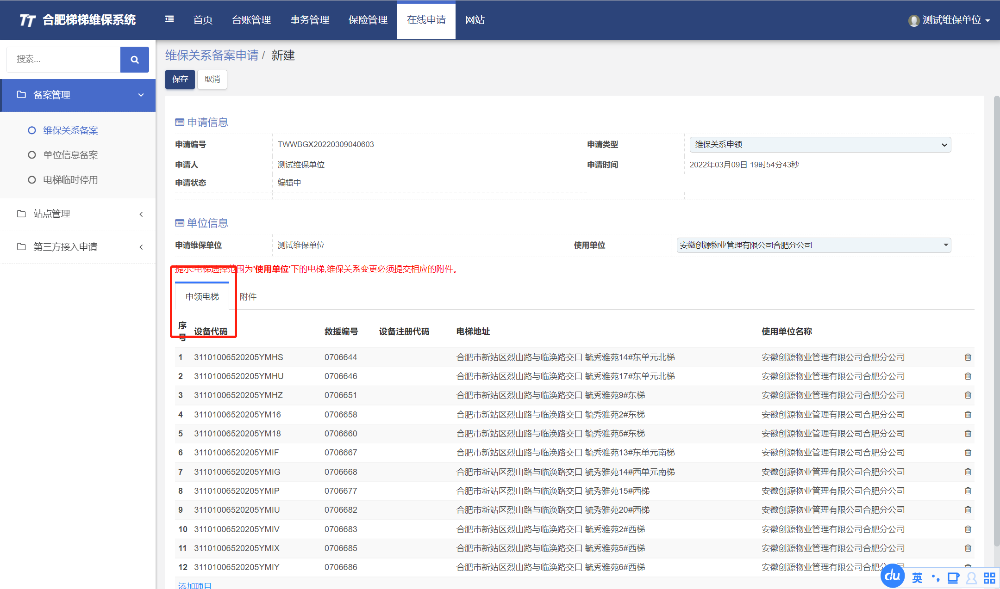 TT 合肥梯梯维保系统 首页 台账管理 事务管理 保险管理 在线申请 网站 测试维保单位
搜索...
备案管理
维保关系备案
单位信息备案
电梯临时停用
站点管理
第三方接入申请
维保关系备案申请 / 新建
保存 取消
申请信息
申请编号 TWWBGX20220309040603 申请类型 维保关系申领
申请人 测试维保单位 申请时间 2022年03月09日 19时54分43秒
申请状态 编辑中
单位信息
申请维保单位 测试维保单位 使用单位 安徽创源物业管理有限公司合肥分公司
提示:电梯选择范围为'使用单位'下的电梯,维保关系变更必须提交相应的附件。
申领电梯 附件
序号 设备代码 救援编号 设备注册代码 电梯地址 使用单位名称
1 31101006520205YMHS 0706644 合肥市新站区烈山路与临涣路交口 毓秀雅苑14#东单元北梯 安徽创源物业管理有限公司合肥分公司
2 31101006520205YMHU 0706646 合肥市新站区烈山路与临涣路交口 毓秀雅苑17#东单元北梯 安徽创源物业管理有限公司合肥分公司
3 31101006520205YMHZ 0706651 合肥市新站区烈山路与临涣路交口 毓秀雅苑9#东梯 安徽创源物业管理有限公司合肥分公司
4 31101006520205YM16 0706658 合肥市新站区烈山路与临涣路交口 毓秀雅苑2#东梯 安徽创源物业管理有限公司合肥分公司
5 31101006520205YM18 0706660 合肥市新站区烈山路与临涣路交口 毓秀雅苑5#东梯 安徽创源物业管理有限公司合肥分公司
6 31101006520205YMIF 0706667 合肥市新站区烈山路与临涣路交口 毓秀雅苑13#东单元南梯 安徽创源物业管理有限公司合肥分公司
7 31101006520205YMIG 0706668 合肥市新站区烈山路与临涣路交口 毓秀雅苑14#西单元南梯 安徽创源物业管理有限公司合肥分公司
8 31101006520205YMIP 0706677 合肥市新站区烈山路与临涣路交口 毓秀雅苑15#西梯 安徽创源物业管理有限公司合肥分公司
9 31101006520205YMIU 0706682 合肥市新站区烈山路与临涣路交口 毓秀雅苑20#西梯 安徽创源物业管理有限公司合肥分公司
10 31101006520205YMIV 0706683 合肥市新站区烈山路与临涣路交口 毓秀雅苑2#西梯 安徽创源物业管理有限公司合肥分公司
11 31101006520205YMIX 0706685 合肥市新站区烈山路与临涣路交口 毓秀雅苑5#西梯 安徽创源物业管理有限公司合肥分公司
12 31101006520205YMIY 0706686 合肥市新站区烈山路与临涣路交口 毓秀雅苑6#西梯 安徽创源物业管理有限公司合肥分
添加项目
du 英